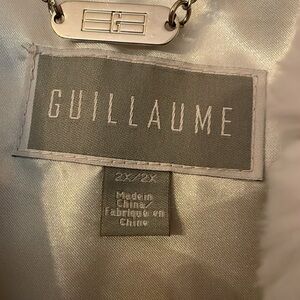 GUILLAUME
2X/2X
Made in
China/
Fabriqué en
Chine